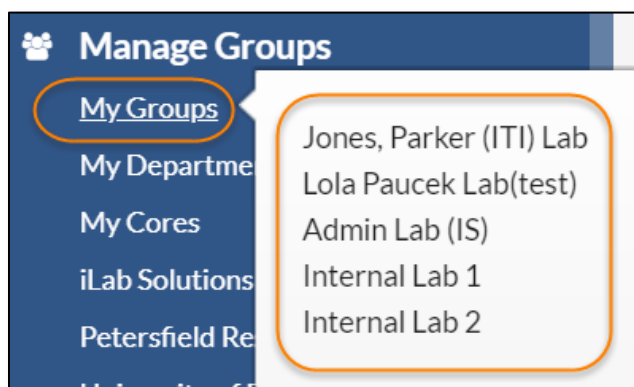 Manage Groups
My Groups
My Departme
My Cores
iLab Solutions
Petersfield Re
Jones, Parker (ITI) Lab
Lola Paucek Lab(test)
Admin Lab (IS)
Internal Lab 1
Internal Lab 2